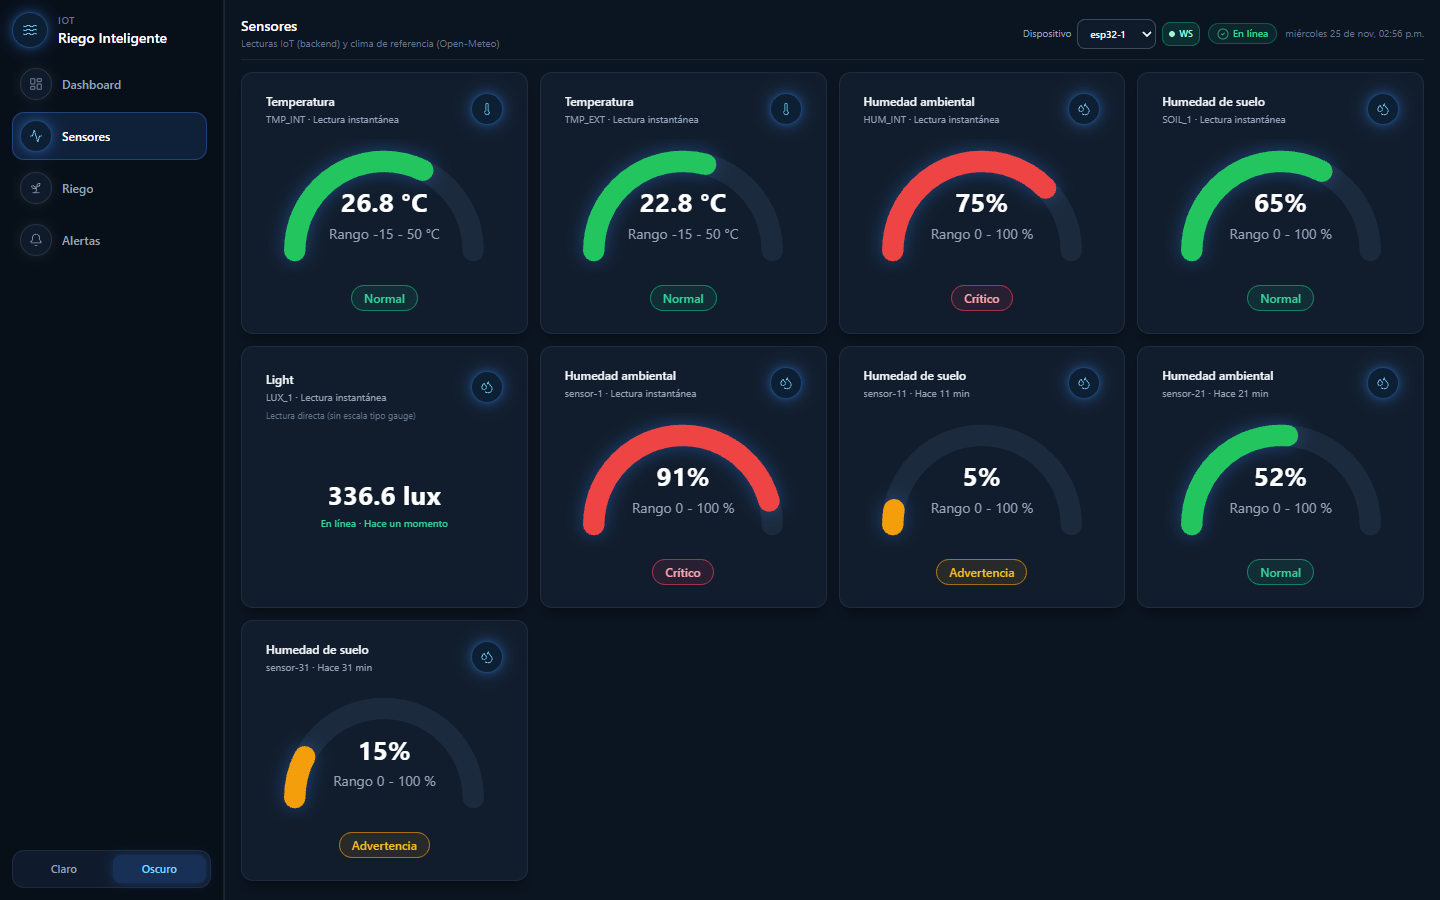 IOT
Riego Inteligente
Dashboard
Sensores
Riego
Alertas
Claro
Oscuro
Sensores
Lecturas IoT (backend) y clima de referencia (Open-Meteo)
Dispositivo
esp32-1
WS
En línea
miércoles 25 de nov, 02:56 p.m.
Temperatura
TMP_INT · Lectura instantánea
26.8 °C
Rango -15 - 50 °C
Normal
Temperatura
TMP_EXT · Lectura instantánea
22.8 °C
Rango -15 - 50 °C
Normal
Humedad ambiental
HUM_INT · Lectura instantánea
75%
Rango 0 - 100 %
Crítico
Humedad de suelo
SOIL_1 · Lectura instantánea
65%
Rango 0 - 100 %
Normal
Light
LUX_1 · Lectura instantánea
Lectura directa (sin escala tipo gauge)
336.6 lux
En línea · Hace un momento
Humedad ambiental
sensor-1 · Lectura instantánea
91%
Rango 0 - 100 %
Crítico
Humedad de suelo
sensor-11 · Hace 11 min
5%
Rango 0 - 100 %
Advertencia
Humedad ambiental
sensor-21 · Hace 21 min
52%
Rango 0 - 100 %
Normal
Humedad de suelo
sensor-31 · Hace 31 min
15%
Rango 0 - 100 %
Advertencia